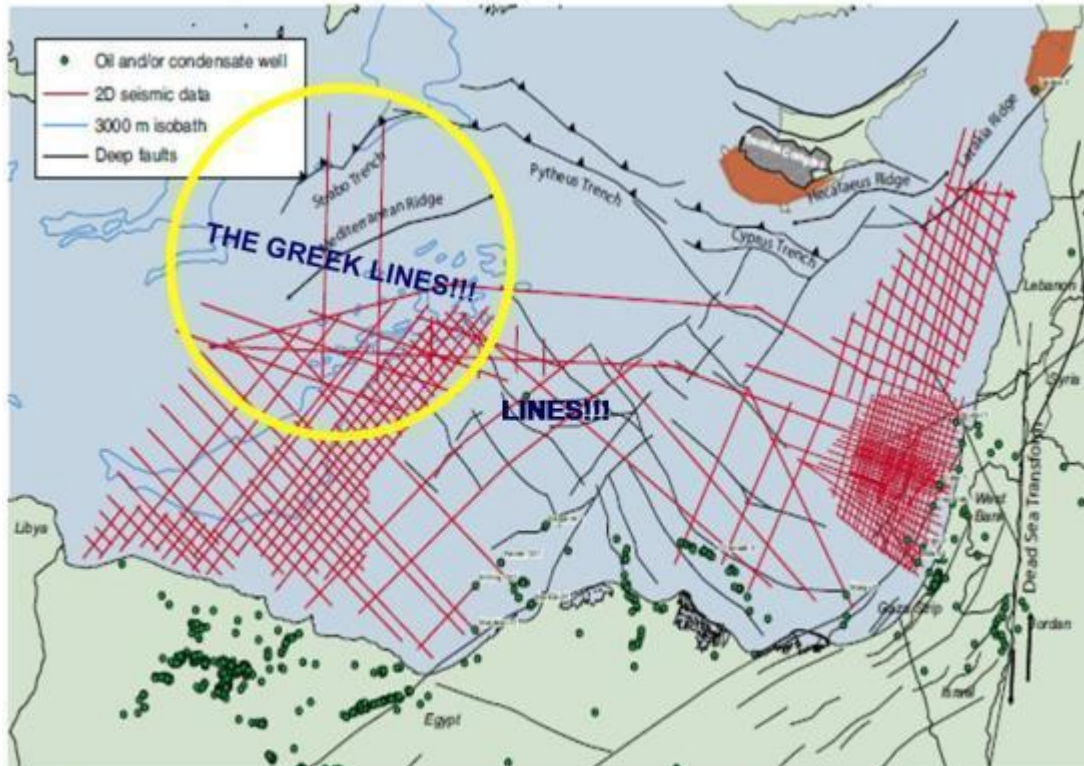 Oil and/or condensate well
2D seismic data
3000 m isobath
Deep faults
Strabo Trench
Mediterranean Ridge
THE GREEK LINES!!!
Pytheus Trench
Hecataeus Ridge
Latakia Ridge
Cyprus Trench
LINES!!!
Lebanon
Syria
West
Bank
Dead Sea Transform
Gaza Strip
Jordan
Israel
Libya
Egypt